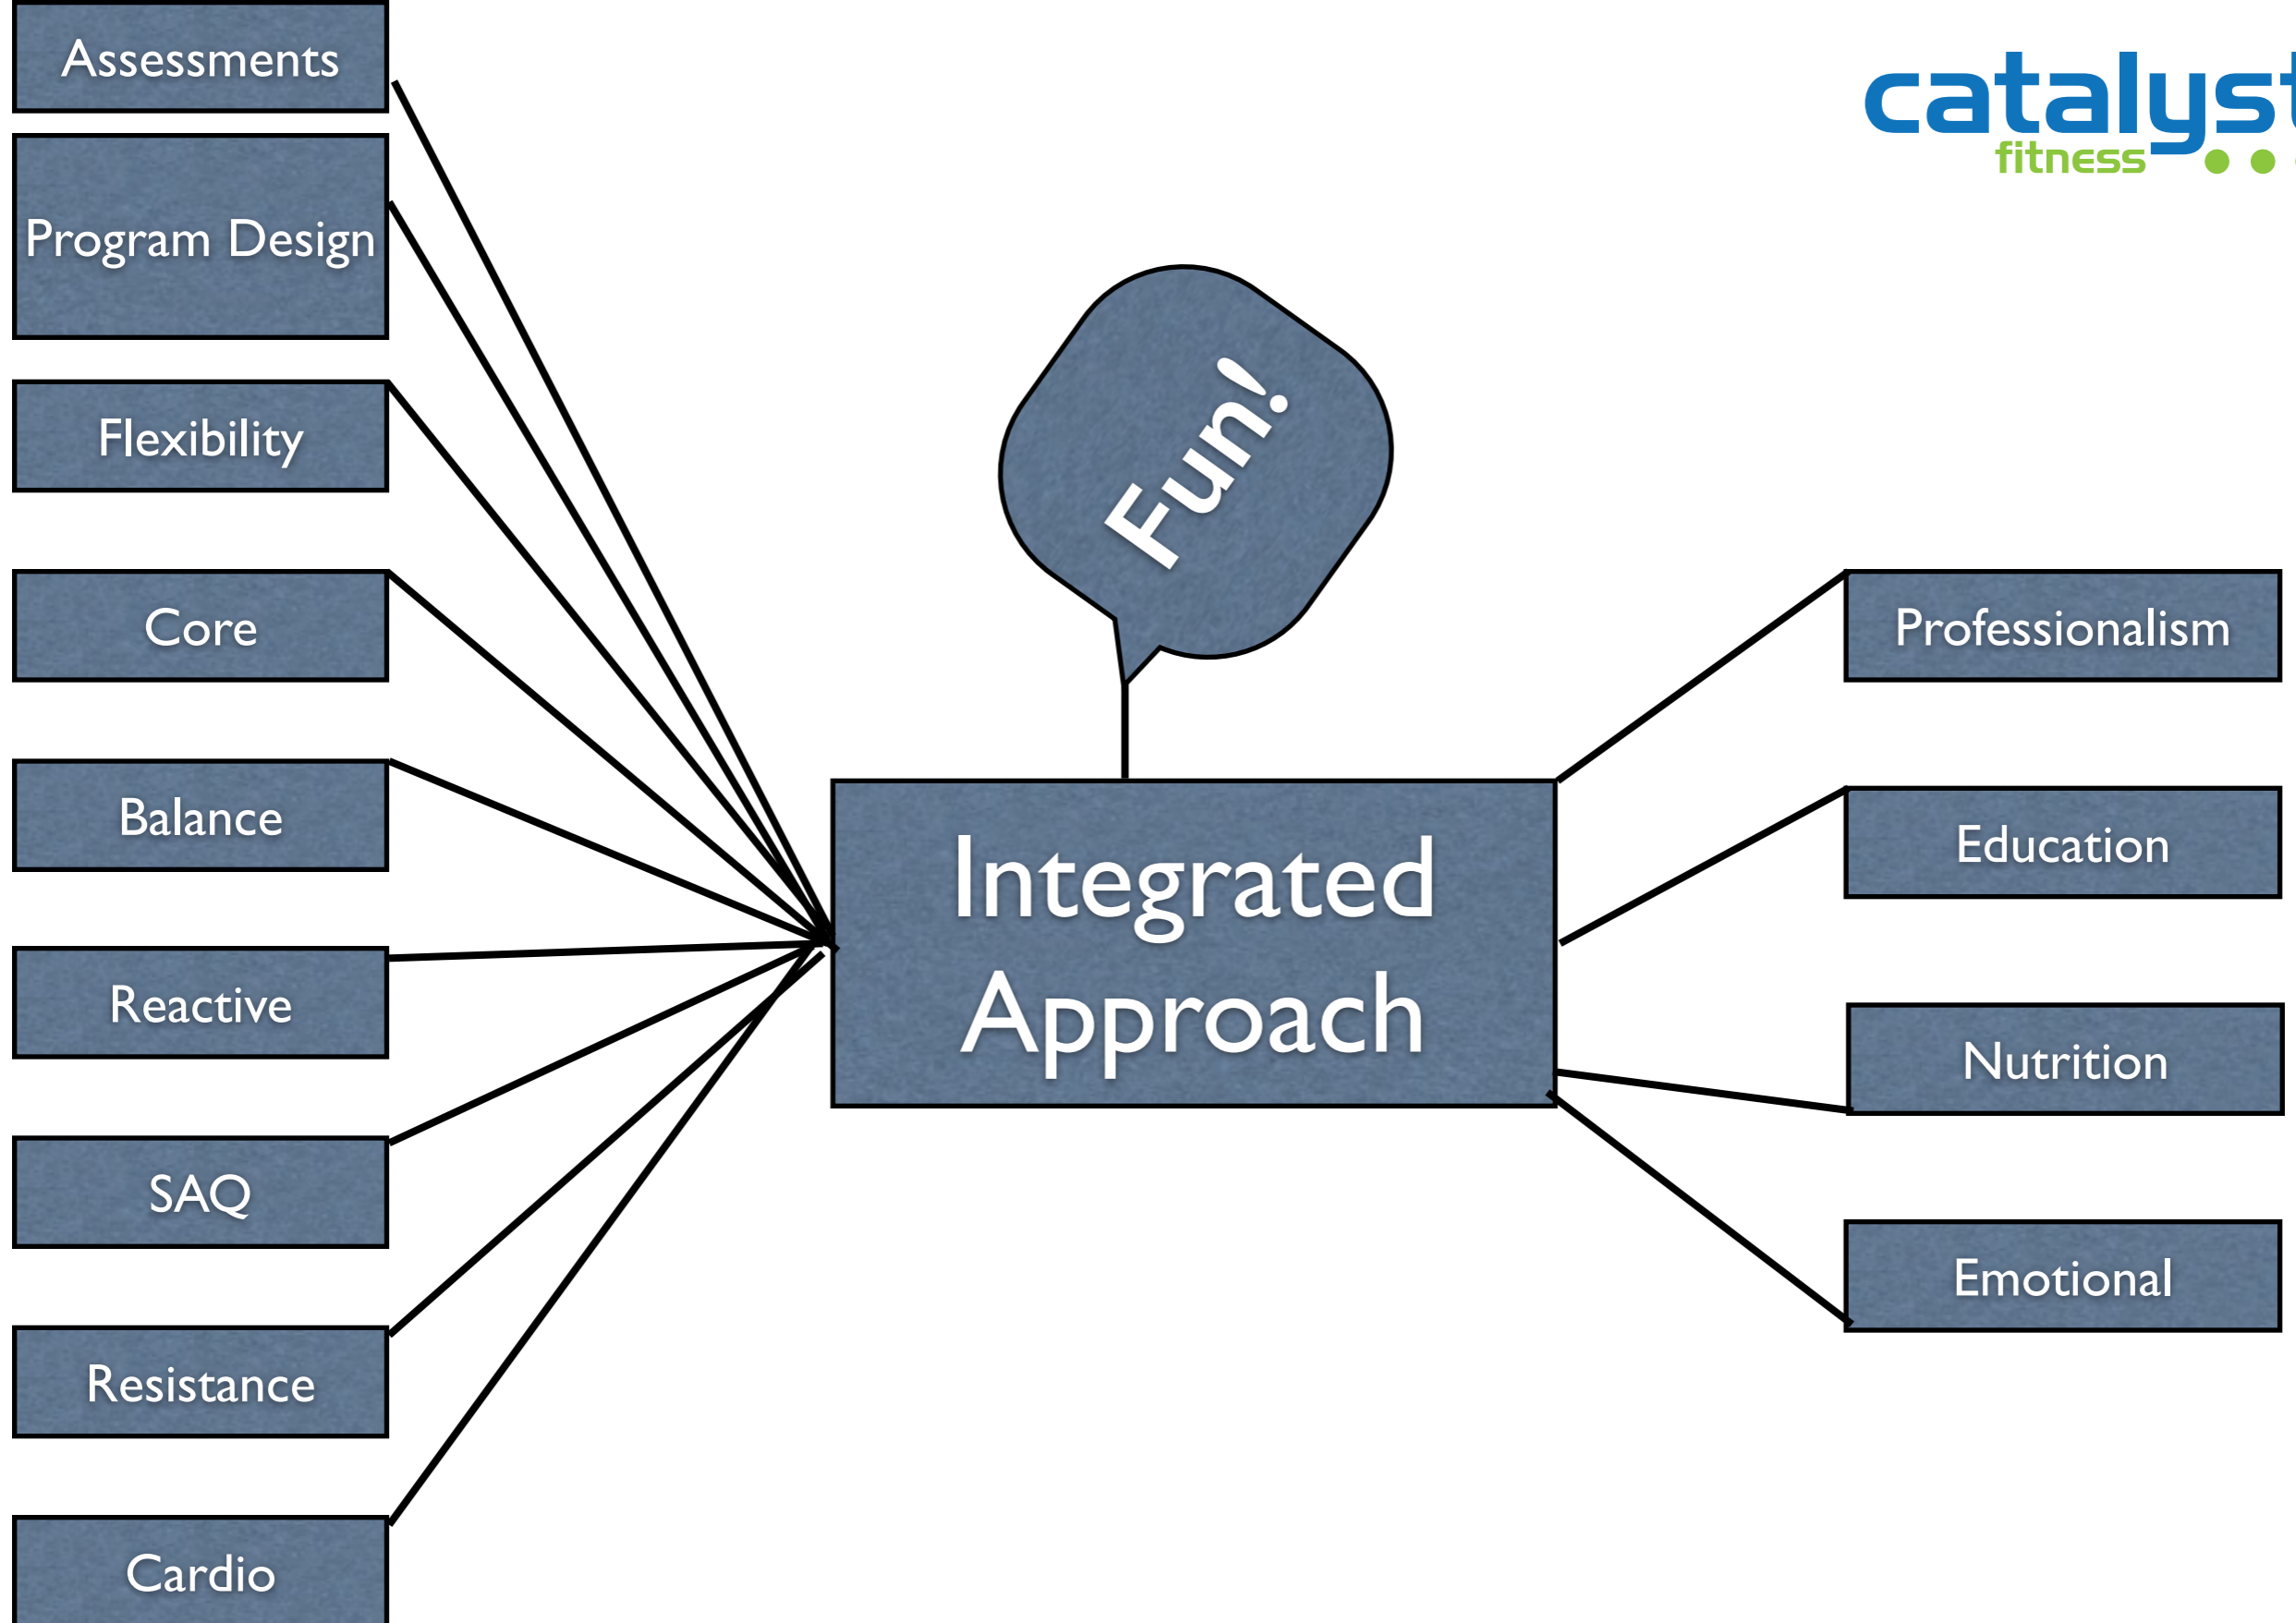 Assessments
Program Design
Flexibility
Core
Balance
Reactive
SAQ
Resistance
Cardio
Fun!
Integrated
Approach
catalyst
fitness
Professionalism
Education
Nutrition
Emotional